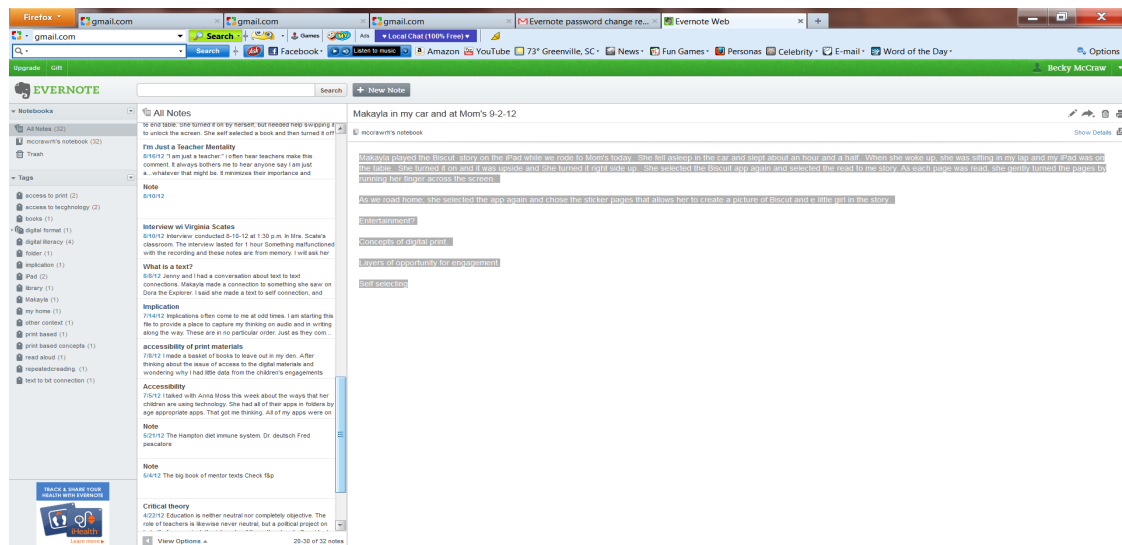 Firefox
gmail.com
gmail.com
gmail.com
Evernote password change re...
Evernote Web
gmail.com
Search
Games
Ads
Local Chat (100% Free)
Search
Facebook
Listen to music
Amazon
YouTube
73° Greenville, SC
News
Fun Games
Personas
Celebrity
E-mail
Word of the Day
Options
Upgrade Gift
Becky McCraw
EVERNOTE
Search
New Note
Notebooks
All Notes (32)
mccrawrh's notebook (32)
Trash
Tags
access to print (2)
access to tecghnology (2)
books (1)
digital format (1)
digital literacy (4)
folder (1)
implication (1)
iPad (2)
library (1)
Makayla (1)
my home (1)
other context (1)
print based (1)
print based concepts (1)
read aloud (1)
repeatedcreading. (1)
text to txt connection (1)
TRACK & SHARE YOUR
HEALTH WITH EVERNOTE
iHealth
Learn more
All Notes
to end table. She turned it on by herself, but needed help swipping it
to unlock the screen. She self selected a book and then turned it off
I'm Just a Teacher Mentality
8/16/12 "I am just a teacher." I often hear teachers make this
comment. It always bothers me to hear anyone say I am just
a...whatever that might be. It minimizes their importance and
Note
8/10/12
Interview wi Virginia Scates
8/10/12 Interview conducted 8-10-12 at 1:30 p.m. In Mrs. Scate's
classroom. The interview lasted for 1 hour Something malfunctioned
with the recording and these notes are from memory. I will ask her
What is a text?
8/8/12 Jenny and I had a conversation about text to text
connections. Makayla made a connection to something she saw on
Dora the Explorer. I said she made a text to self connection, and
Implication
7/14/12 Implications often come to me at odd times. I am starting this
file to provide a place to capture my thinking on audio and in writing
along the way. These are in no particular order. Just as they com...
accessibility of print materials
7/8/12 I made a basket of books to leave out in my den. After
thinking about the issue of access to the digital materials and
wondering why I had little data from the children's engagements
Accessibility
7/5/12 I talked with Anna Moss this week about the ways that her
children are using technology. She had all of their apps in folders by
age appropriate apps. That got me thinking. All of my apps were on
Note
5/21/12 The Hampton diet immune system. Dr. deutsch Fred
pescatore
Note
5/4/12 The big book of mentor texts Check f&p
Critical theory
4/22/12 Education is neither neutral nor completely objective. The
role of teachers is likewise never neutral, but a political project on
View Options
20-30 of 32 notes
Makayla in my car and at Mom's 9-2-12
mccrawrh's notebook
Show Details
Makayla played the Biscut story on the iPad while we rode to Mom's today. She fell asleep in the car and slept about an hour and a half. When she woke up, she was sitting in my lap and my iPad was on
the table. She turned it on and it was upside and She turned it right side up. She selected the Biscuit app again and selected the read to me story. As each page was read, she gently turned the pages by
running her finger across the screen.
As we road home, she selected the app again and chose the sticker pages that allows her to create a picture of Biscut and e little girl in the story.
Entertainment?
Concepts of digital print.
Layers of opportunity for engagement
Self selecting